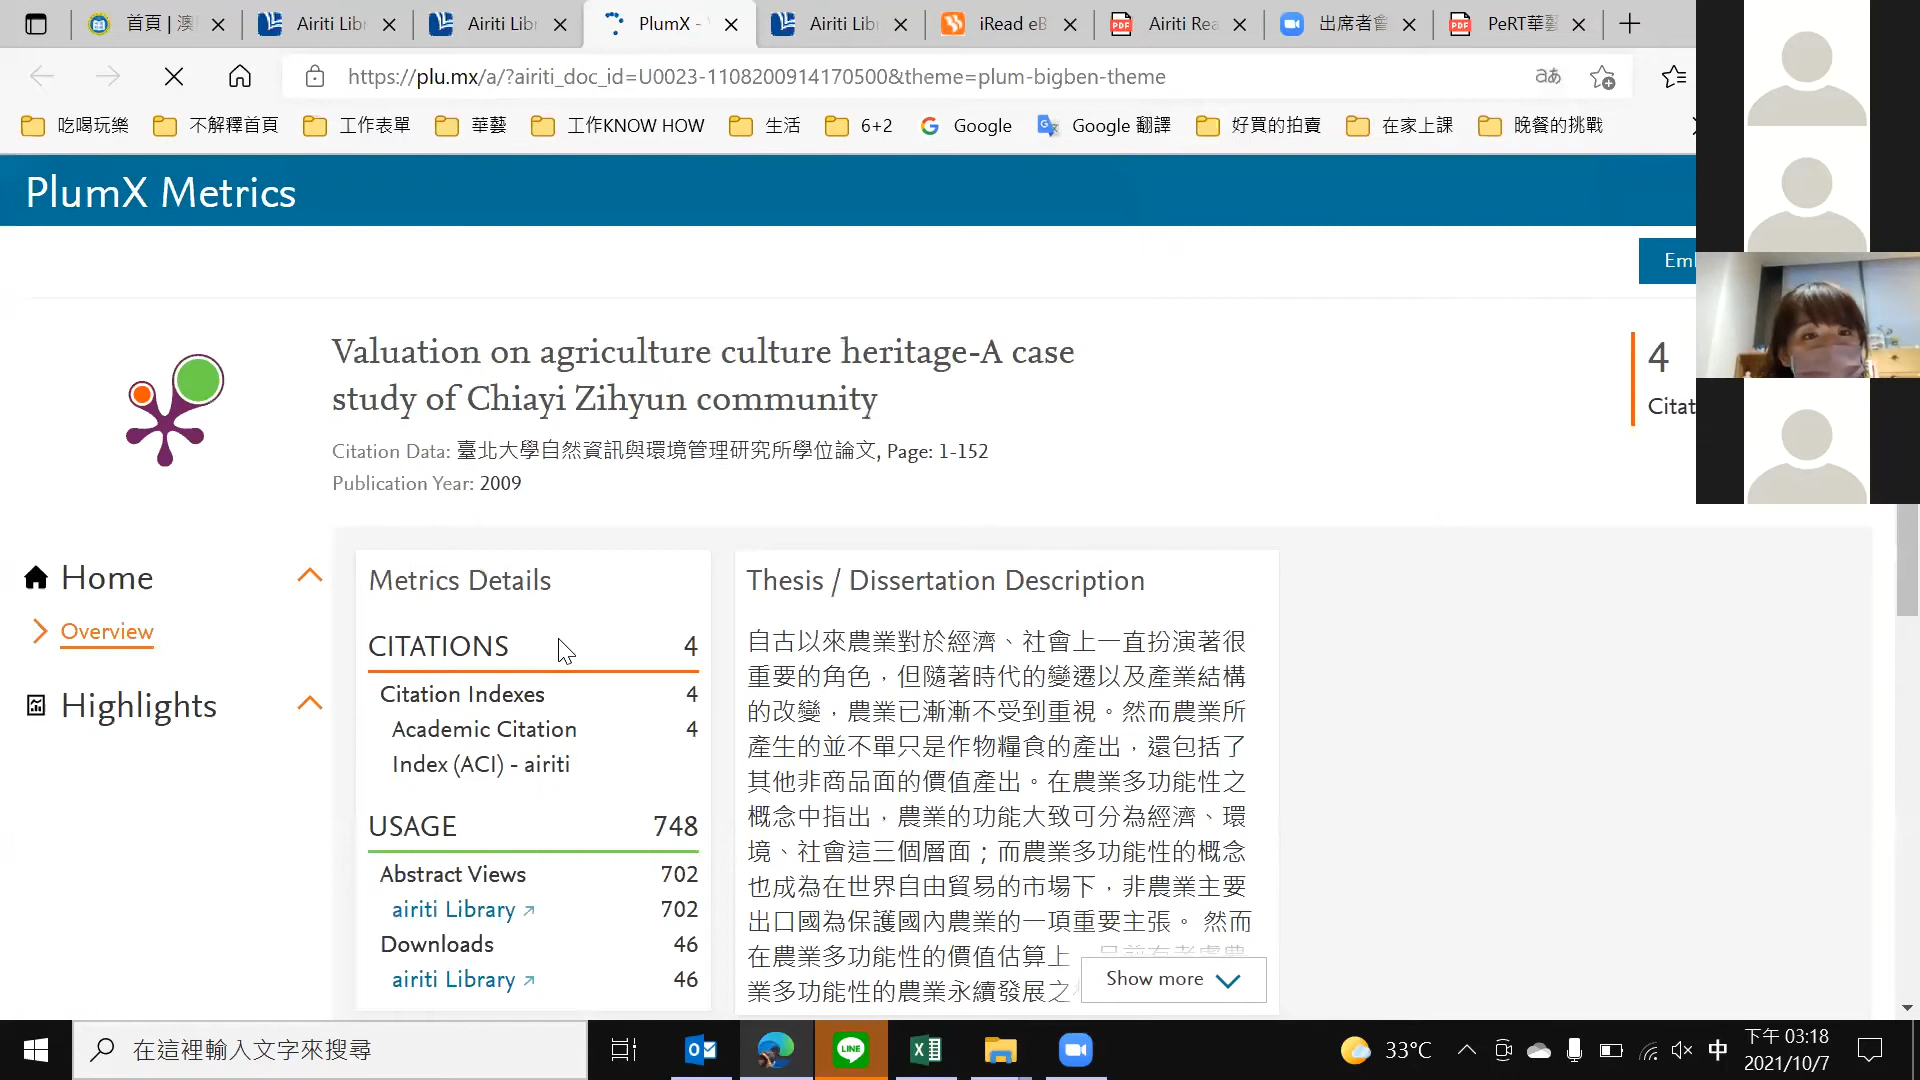 首頁 | 澳
Airiti Libr
Airiti Libr
PlumX -
Airiti Libr
iRead eB
Airiti Rea
出席者會
PeRT華藝
https://plu.mx/a/?airiti_doc_id=U0023-1108200914170500&theme=plum-bigben-theme
吃喝玩樂
不解釋首頁
工作表單
華藝
工作KNOW HOW
生活
6+2
Google
Google 翻譯
好買的拍賣
在家上課
晚餐的挑戰
PlumX Metrics
Emb
Valuation on agriculture culture heritage-A case
study of Chiayi Zihyun community
Citation Data: 臺北大學自然資訊與環境管理研究所學位論文, Page: 1-152
Publication Year: 2009
4
Citat
Home
Overview
Highlights
Metrics Details
CITATIONS 4
Citation Indexes 4
Academic Citation 4
Index (ACI) - airiti
USAGE 748
Abstract Views 702
airiti Library 702
Downloads 46
airiti Library 46
Thesis / Dissertation Description
自古以來農業對於經濟、社會上一直扮演著很
重要的角色，但隨著時代的變遷以及產業結構
的改變，農業已漸漸不受到重視。然而農業所
產生的並不單只是作物糧食的產出，還包括了
其他非商品面的價值產出。在農業多功能性之
概念中指出，農業的功能大致可分為經濟、環
境、社會這三個層面；而農業多功能性的概念
也成為在世界自由貿易的市場下，非農業主要
出口國為保護國內農業的一項重要主張。 然而
在農業多功能性的價值估算上
業多功能性的農業永續發展之
Show more
在這裡輸入文字來搜尋
LINE
33°C
中
下午 03:18
2021/10/7